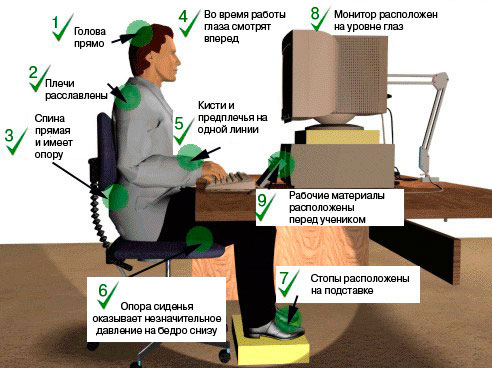 1
Голова
прямо
2
Плечи
расславлены
3
Спина
прямая
и имеет
опору
4
Во время работы
глаза смотрят
вперед
5
Кисти и
предплечья на
одной линии
6
Опора сиденья
оказывает незначительное
давление на бедро снизу
7
Стопы расположены
на подставке
8
Монитор расположен
на уровне глаз
9
Рабочие материалы
расположены
перед учеником